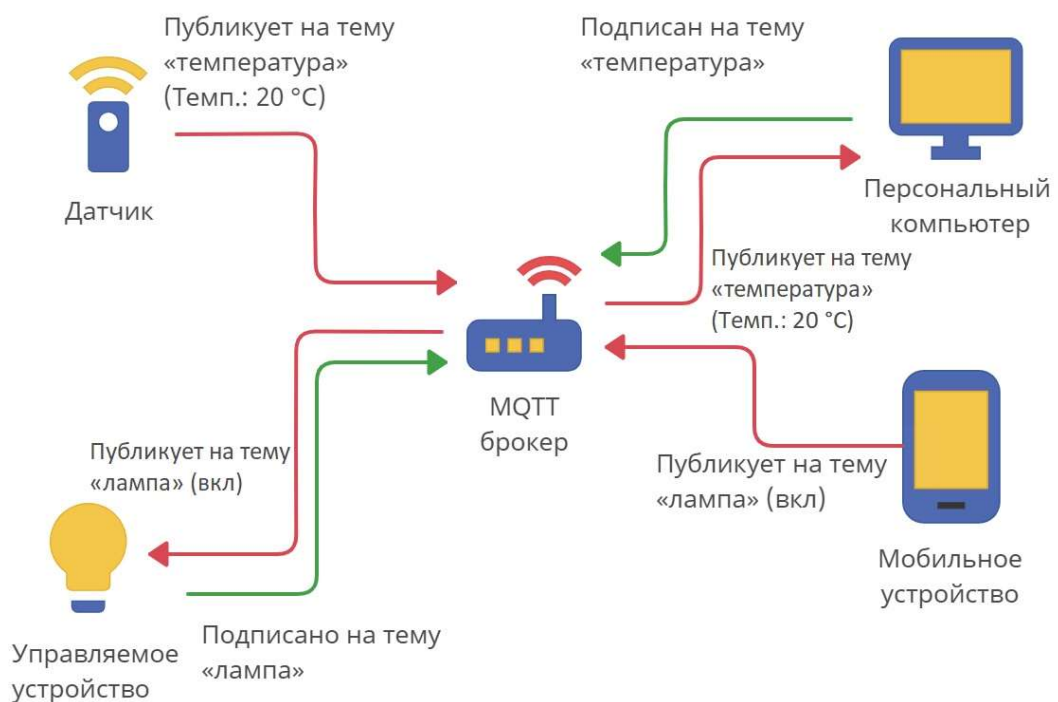 Публикует на тему
«температура»
(Темп.: 20 °C)
Датчик
Подписан на тему
«температура»
Персональный
компьютер
Публикует на тему
«температура»
(Темп.: 20 °C)
MQTT
брокер
Публикует на тему
«лампа» (вкл)
Публикует на тему
«лампа» (вкл)
Мобильное
устройство
Подписано на тему
«лампа»
Управляемое
устройство